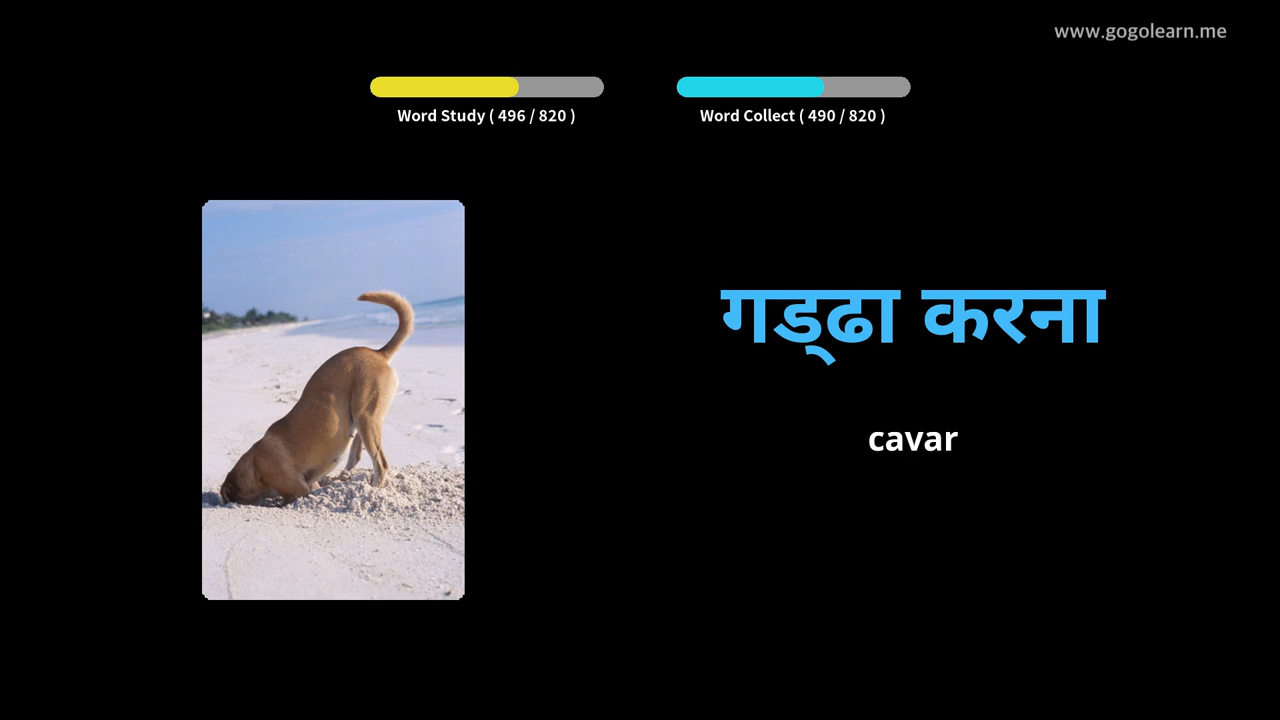 www.gogolearn.me
Word Study ( 496 / 820 )
Word Collect ( 490 / 820 )
गड्ढा करना
cavar